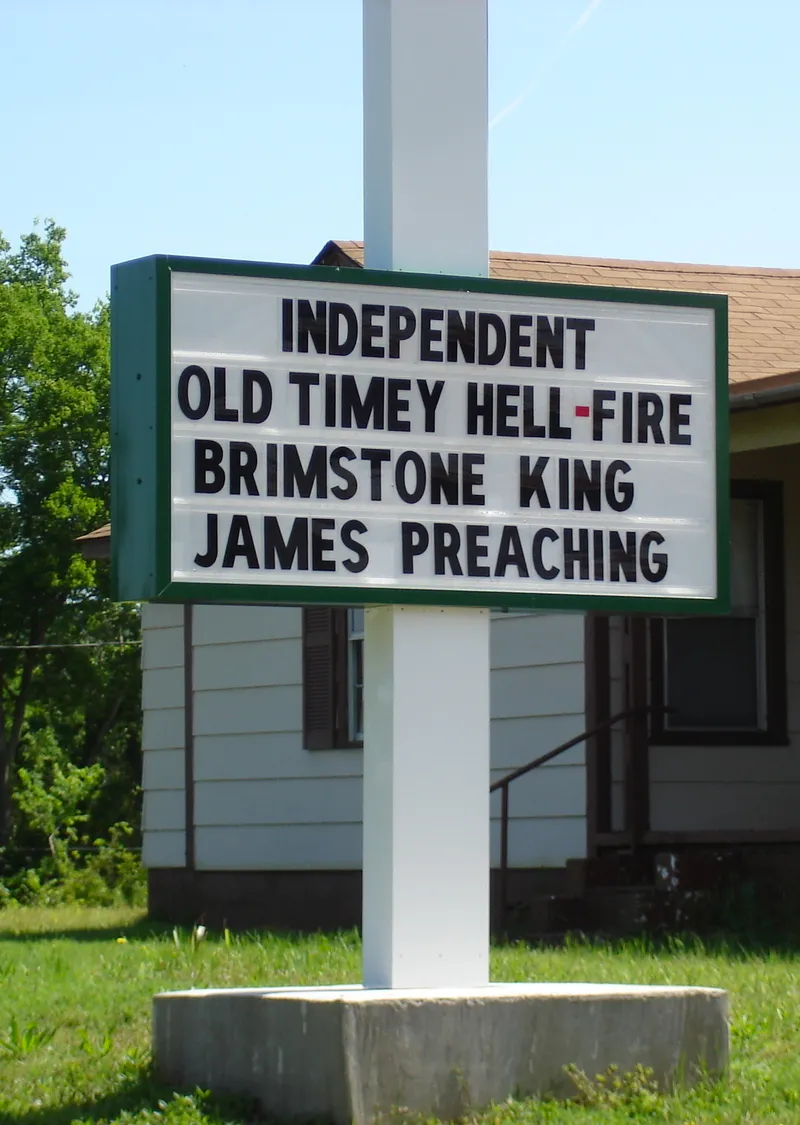 INDEPENDENT
OLD TIMEY HELL-FIRE
BRIMSTONE KING
JAMES PREACHING